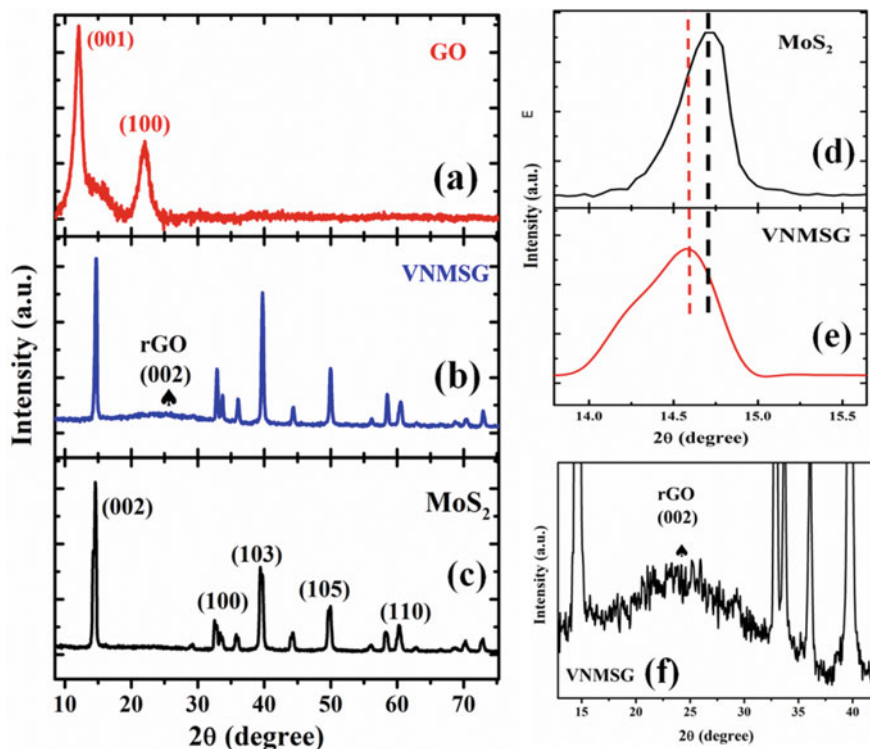 (001)
GO
(100)
(a)
VNMSG
rGO
(002)
♠
(b)
MoS2
(002)
(103)
(100)
(105)
(110)
(c)
10 20 30 40 50 60 70
2θ (degree)
Intensity (a.u.)
MoS2
E
(d)
VNMSG
Intensity (a.u.)
(e)
14.0 14.5 15.0 15.5
2θ (degree)
rGO
(002)
♠
Intensity (a.u.)
VNMSG (f)
15 20 25 30 35 40
2θ (degree)